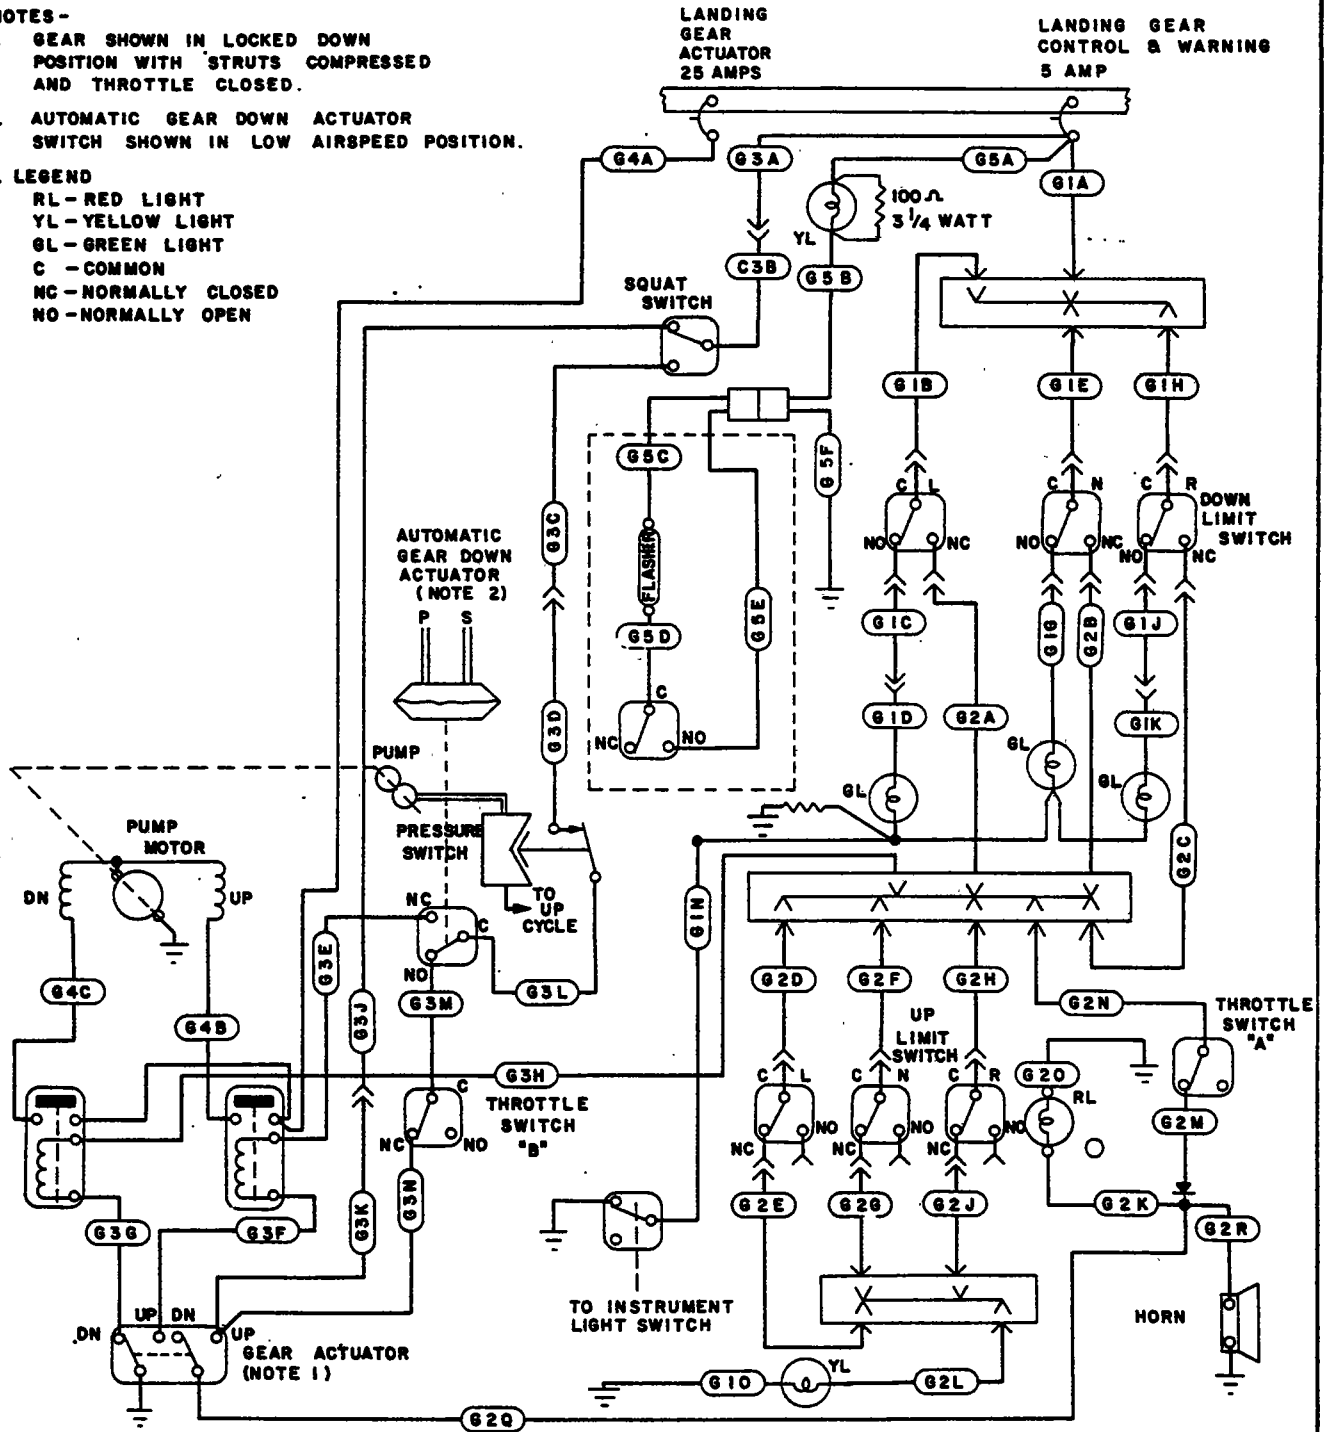 NOTES -
GEAR SHOWN IN LOCKED DOWN
POSITION WITH STRUTS COMPRESSED
AND THROTTLE CLOSED.
AUTOMATIC GEAR DOWN ACTUATOR
SWITCH SHOWN IN LOW AIRSPEED POSITION.
LEGEND
RL - RED LIGHT
YL - YELLOW LIGHT
GL - GREEN LIGHT
C - COMMON
NC - NORMALLY CLOSED
NO - NORMALLY OPEN
LANDING
GEAR
ACTUATOR
25 AMPS
LANDING GEAR
CONTROL & WARNING
5 AMP
G4A
G3A
G5A
G1A
100Ω
3 1/4 WATT
YL
C3B
G5B
SQUAT
SWITCH
G1B
G1E
G1H
G5C
G5F
C L
C N
C R
DOWN
LIMIT
SWITCH
NO
NC
NO
NC
NO
NC
G3C
AUTOMATIC
GEAR DOWN
ACTUATOR
(NOTE 2)
P S
FLASHER
G5D
G5E
G1C
G1G
G2B
G1J
C
NC
NO
G3D
G1D
G2A
G1K
GL
GL
GL
PUMP
PRESSURE
SWITCH
TO
UP
CYCLE
PUMP
MOTOR
DN
UP
G2C
G1N
NC
C
NO
G3E
G3J
G3M
G3L
G4C
G4B
G2D
G2F
G2H
G2N
THROTTLE
SWITCH
"A"
UP
LIMIT
SWITCH
G3H
C
THROTTLE
SWITCH
"B"
NC
NO
C L
C N
C R
G2O
RL
NC
NO
NC
NO
NC
NO
G2M
G3N
G3K
G2E
G2G
G2J
G2K
G2R
G3G
G3F
TO INSTRUMENT
LIGHT SWITCH
HORN
DN
UP
DN
UP
GEAR ACTUATOR
(NOTE 1)
G1O
YL
G2L
G2Q